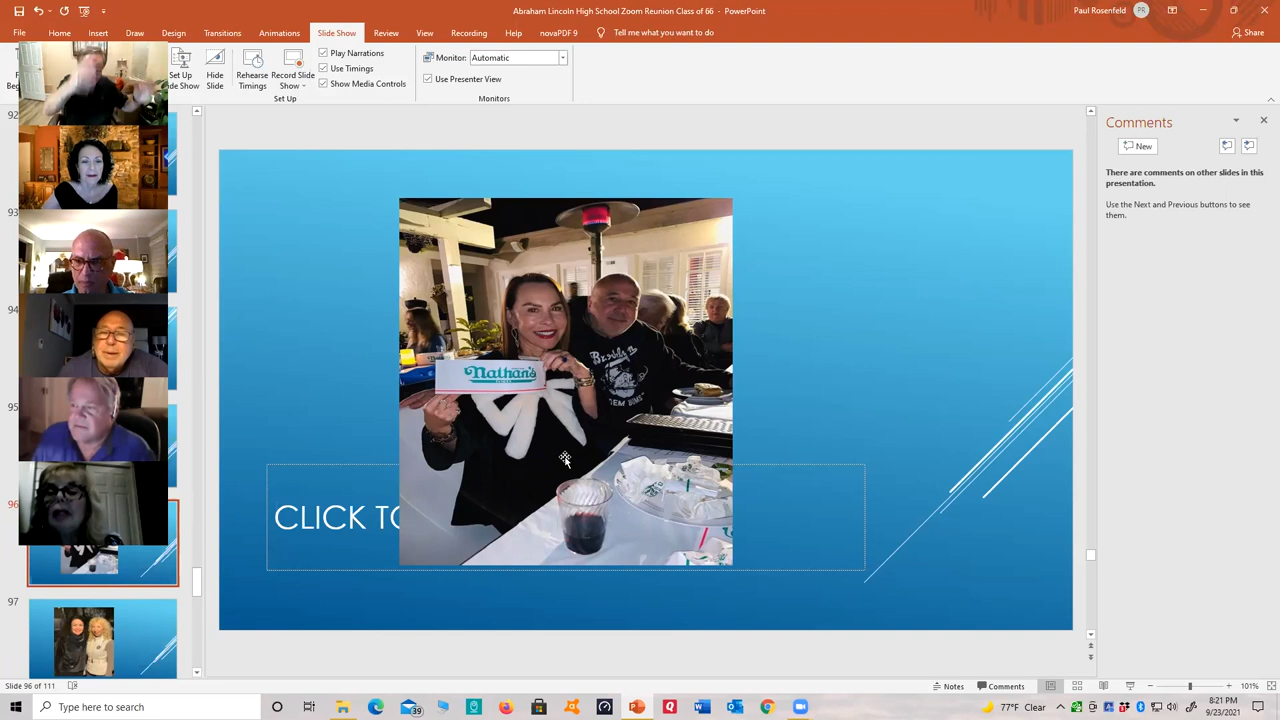 Abraham Lincoln High School Zoom Reunion Class of 66 - PowerPoint
Paul Rosenfeld
PR
File
Home
Insert
Draw
Design
Transitions
Animations
Slide Show
Review
View
Recording
Help
novaPDF 9
Tell me what you want to do
Share
Set Up
Hide
Slide
Rehearse
Timings
Record Slide
Show
Play Narrations
Use Timings
Show Media Controls
Set Up
Monitor: Automatic
Use Presenter View
Monitors
92
93
94
95
96
97
Nathan's
CLICK TO
Comments
New
There are comments on other slides in this
presentation.
Use the Next and Previous buttons to see
them.
Slide 96 of 111
Notes
Comments
101%
Type here to search
39
77°F Clear
8:21 PM
9/23/2021